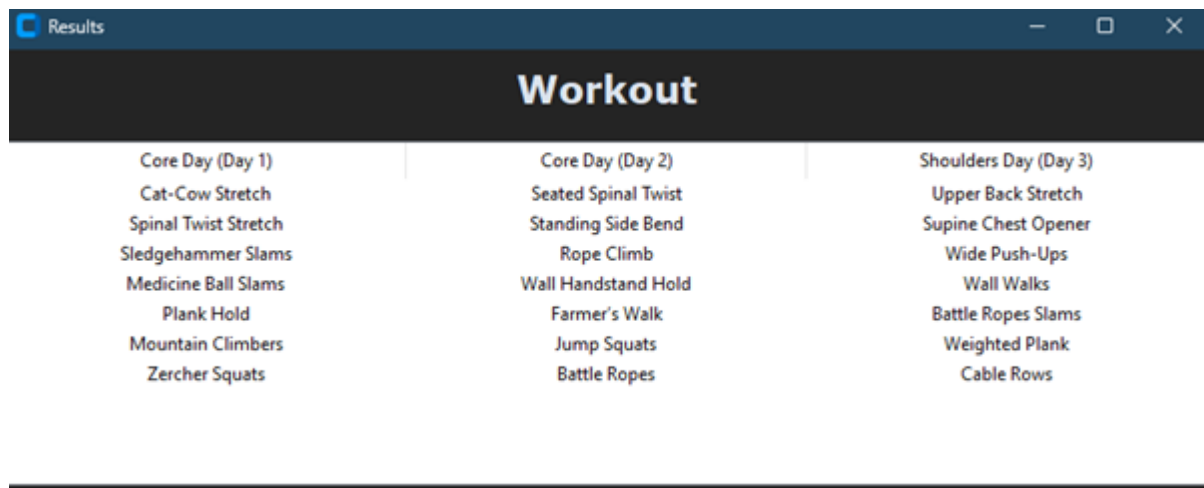 Results
Workout
Core Day (Day 1) Core Day (Day 2) Shoulders Day (Day 3)
Cat-Cow Stretch Seated Spinal Twist Upper Back Stretch
Spinal Twist Stretch Standing Side Bend Supine Chest Opener
Sledgehammer Slams Rope Climb Wide Push-Ups
Medicine Ball Slams Wall Handstand Hold Wall Walks
Plank Hold Farmer's Walk Battle Ropes Slams
Mountain Climbers Jump Squats Weighted Plank
Zercher Squats Battle Ropes Cable Rows